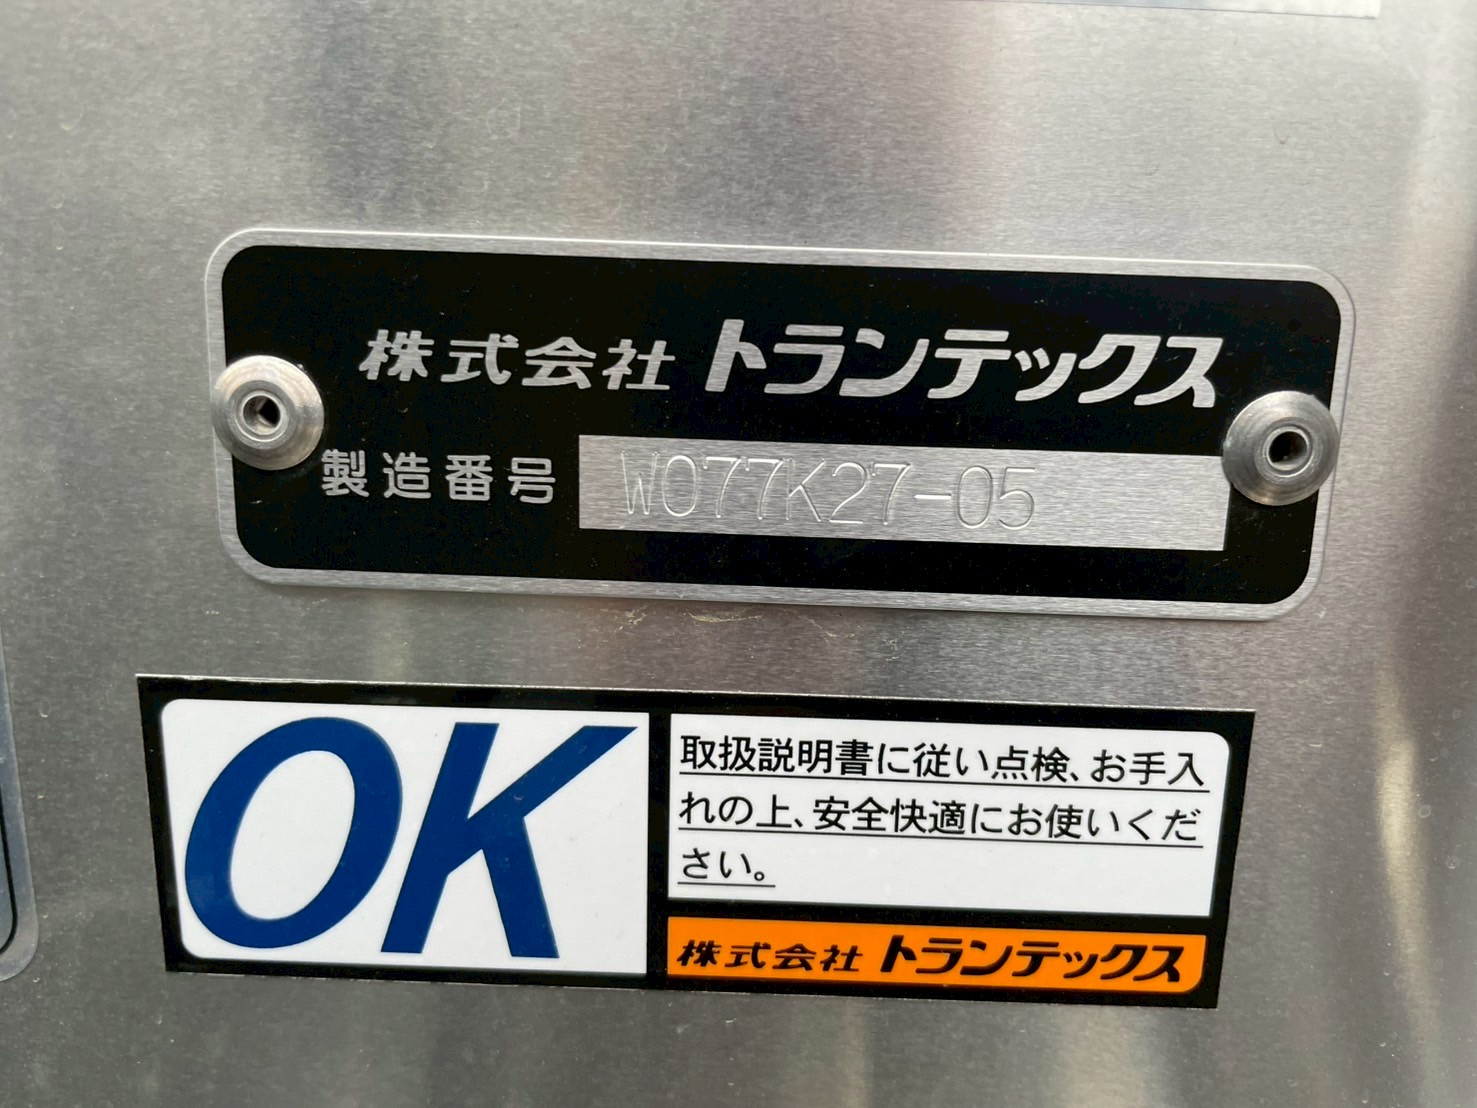 株式会社 トランテックス
製造番号 W077K27-05
OK
取扱説明書に従い点検、お手入
れの上、安全快適にお使いくだ
さい。
株式会社 トランテックス